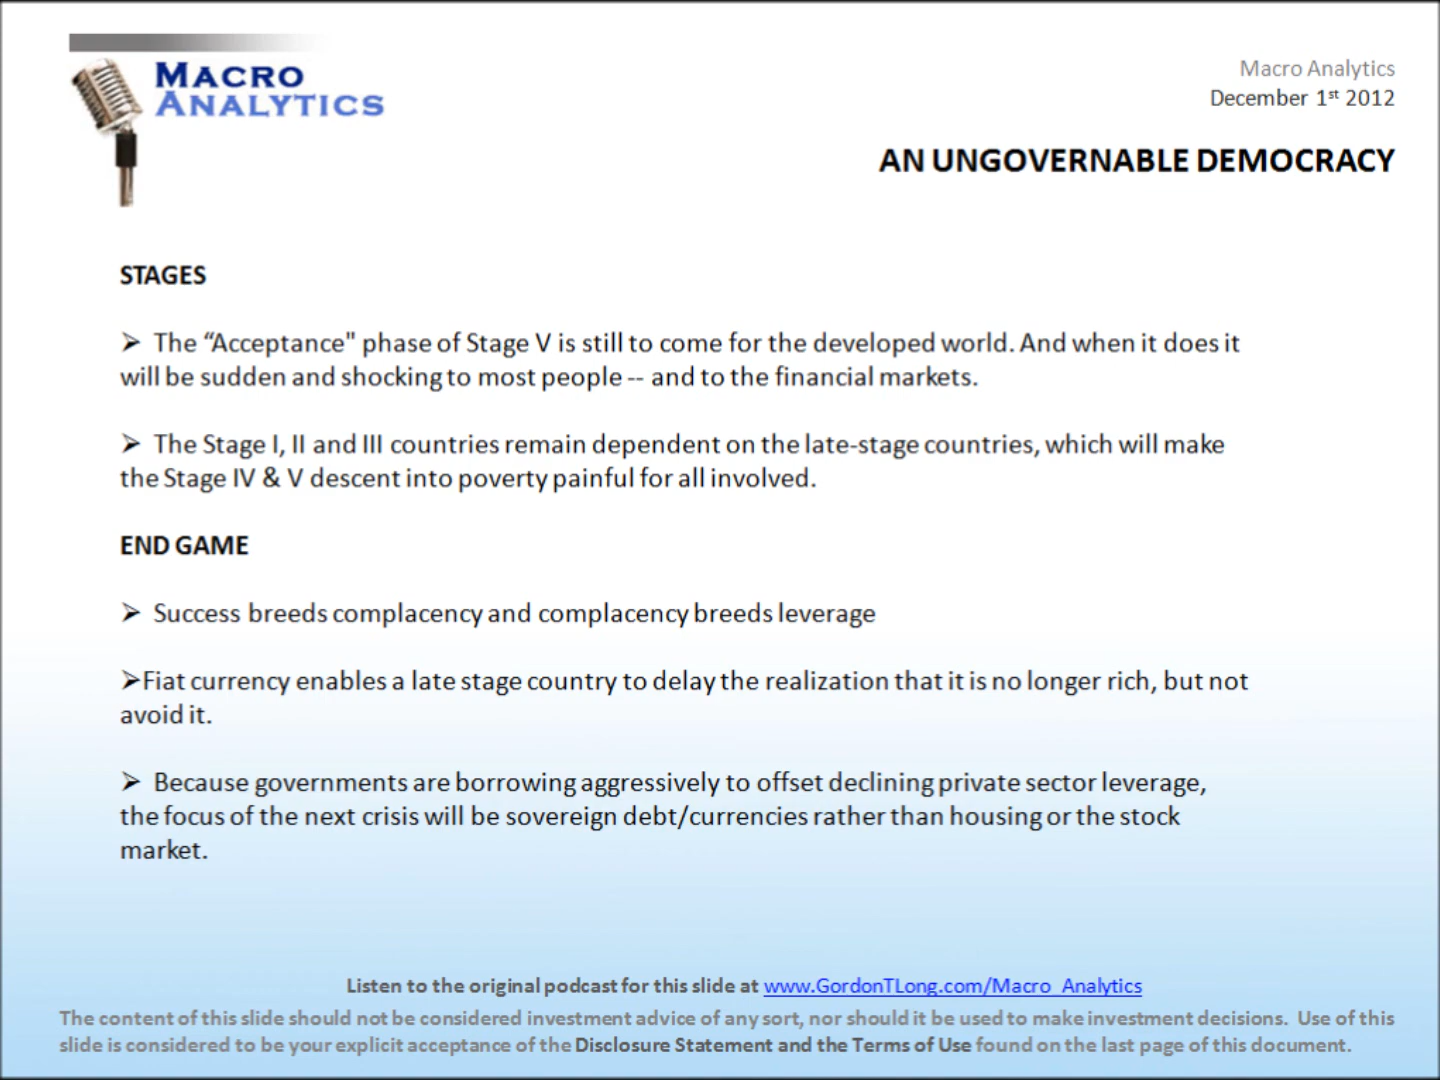 MACRO
ANALYTICS
Macro Analytics
December 1st 2012
AN UNGOVERNABLE DEMOCRACY
STAGES
➢ The “Acceptance" phase of Stage V is still to come for the developed world. And when it does it
will be sudden and shocking to most people -- and to the financial markets.
➢ The Stage I, II and III countries remain dependent on the late-stage countries, which will make
the Stage IV & V descent into poverty painful for all involved.
END GAME
➢ Success breeds complacency and complacency breeds leverage
➢Fiat currency enables a late stage country to delay the realization that it is no longer rich, but not
avoid it.
➢ Because governments are borrowing aggressively to offset declining private sector leverage,
the focus of the next crisis will be sovereign debt/currencies rather than housing or the stock
market.
Listen to the original podcast for this slide at www.GordonTLong.com/Macro_Analytics
The content of this slide should not be considered investment advice of any sort, nor should it be used to make investment decisions. Use of this
slide is considered to be your explicit acceptance of the Disclosure Statement and the Terms of Use found on the last page of this document.